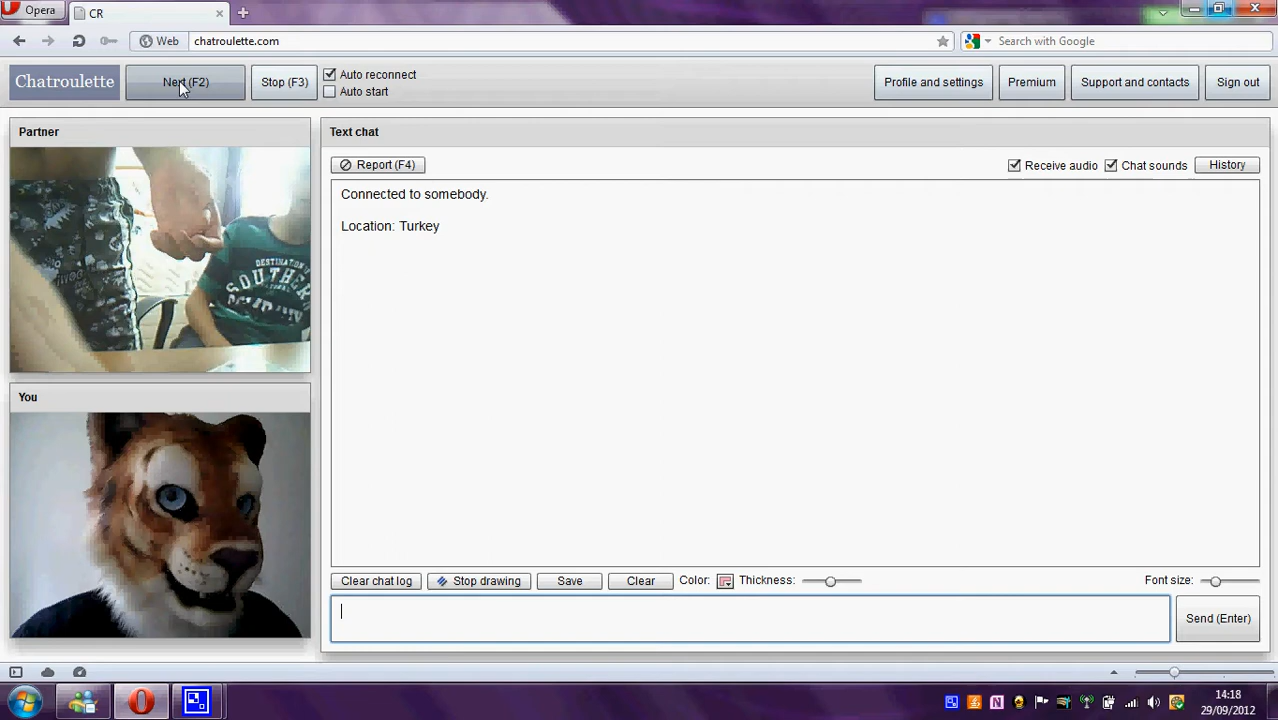 Opera
CR
Web
chatroulette.com
Search with Google
Chatroulette
Next (F2)
Stop (F3)
Auto reconnect
Auto start
Profile and settings
Premium
Support and contacts
Sign out
Partner
DESTINATION
SOUTHERN
You
Text chat
Report (F4)
Receive audio
Chat sounds
History
Connected to somebody.
Location: Turkey
Clear chat log
Stop drawing
Save
Clear
Color:
Thickness:
Font size:
Send (Enter)
14:18
29/09/2012